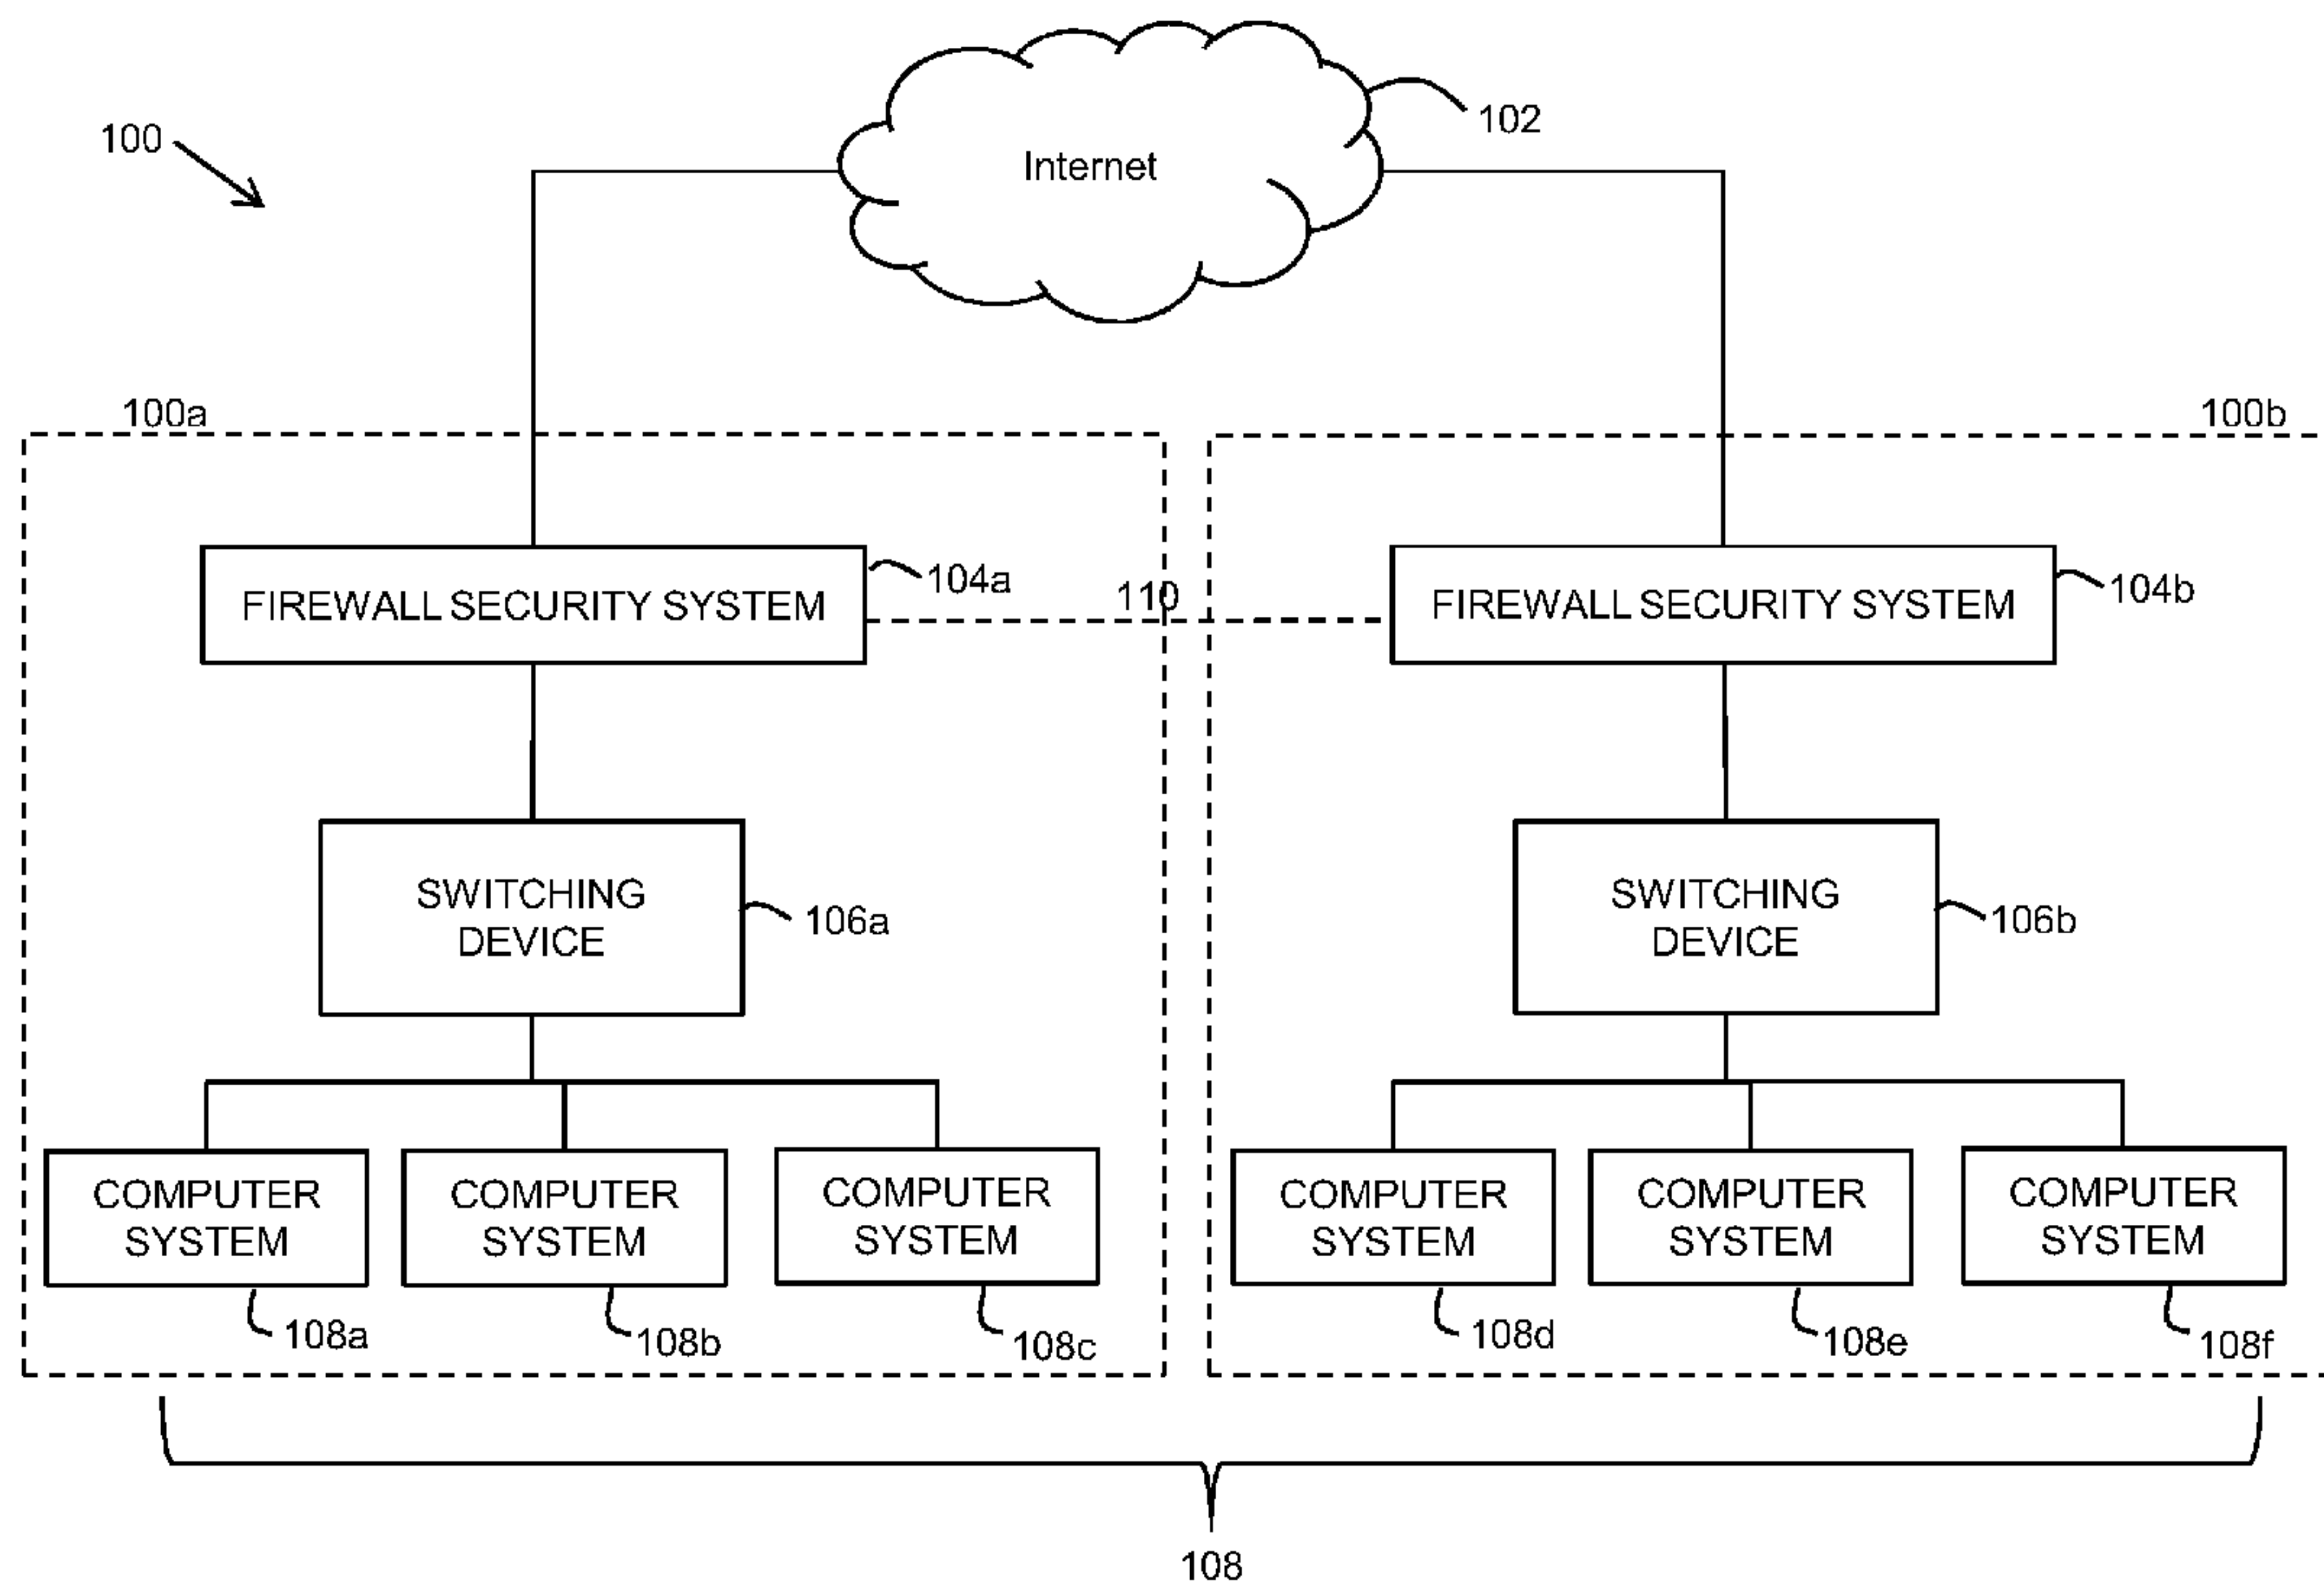 102
100
Internet
100a
100b
104a
FIREWALL SECURITY SYSTEM
110
104b
FIREWALL SECURITY SYSTEM
SWITCHING
DEVICE
106a
SWITCHING
DEVICE
106b
COMPUTER
SYSTEM
COMPUTER
SYSTEM
COMPUTER
SYSTEM
COMPUTER
SYSTEM
COMPUTER
SYSTEM
COMPUTER
SYSTEM
108a
108b
108c
108d
108e
108f
108